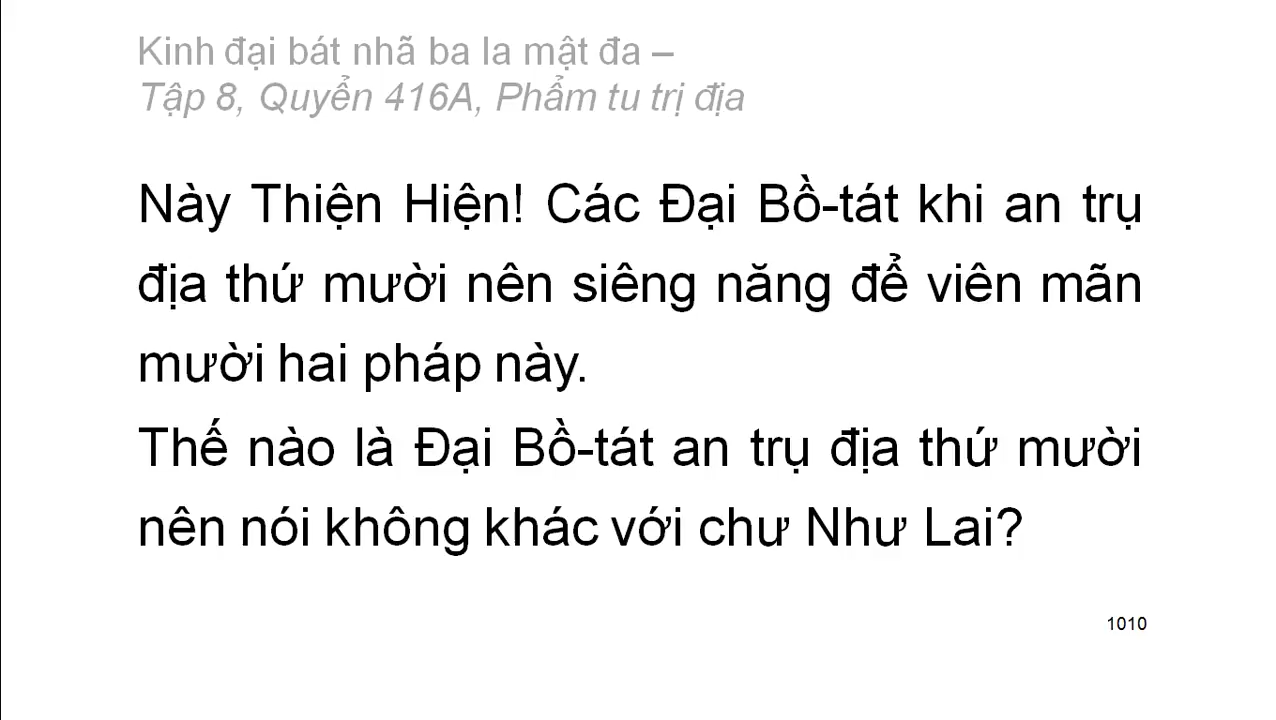 Kinh đại bát nhã ba la mật đa –
Tập 8, Quyển 416A, Phẩm tu trị địa
Này Thiện Hiện! Các Đại Bồ-tát khi an trụ
địa thứ mười nên siêng năng để viên mãn
mười hai pháp này.
Thế nào là Đại Bồ-tát an trụ địa thứ mười
nên nói không khác với chư Như Lai?
1010